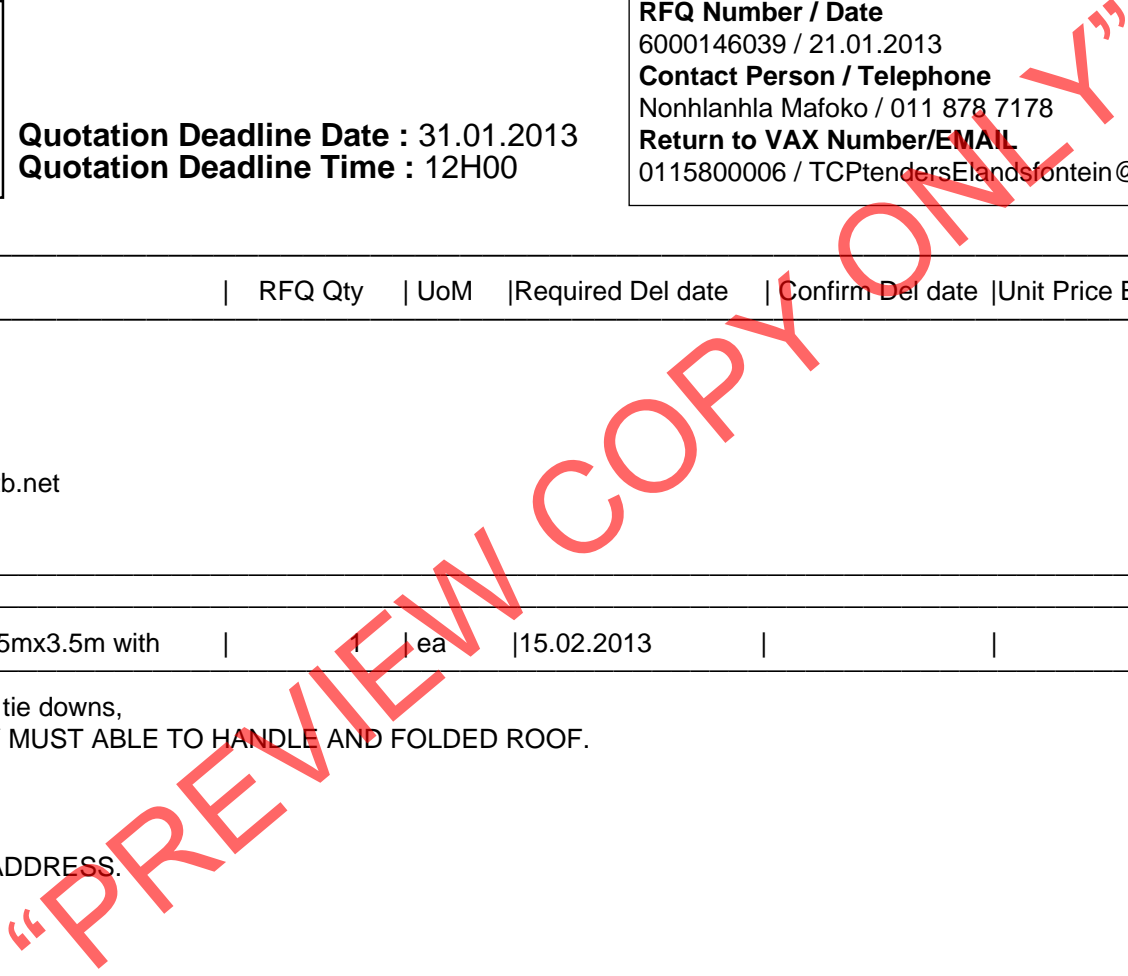 RFQ Number / Date
6000146039 / 21.01.2013
Contact Person / Telephone
Nonhlanhla Mafoko / 011 878 7178
Return to VAX Number/EMAIL
0115800006 / TCPtendersElandsfontein@
Quotation Deadline Date : 31.01.2013
Quotation Deadline Time : 12H00
| RFQ Qty | UoM |Required Del date | Confirm Del date |Unit Price E
b.net
5mx3.5m with | 1 | ea |15.02.2013 | |
tie downs,
MUST ABLE TO HANDLE AND FOLDED ROOF.
ADDRESS.
“PREVIEW COPY ONLY”